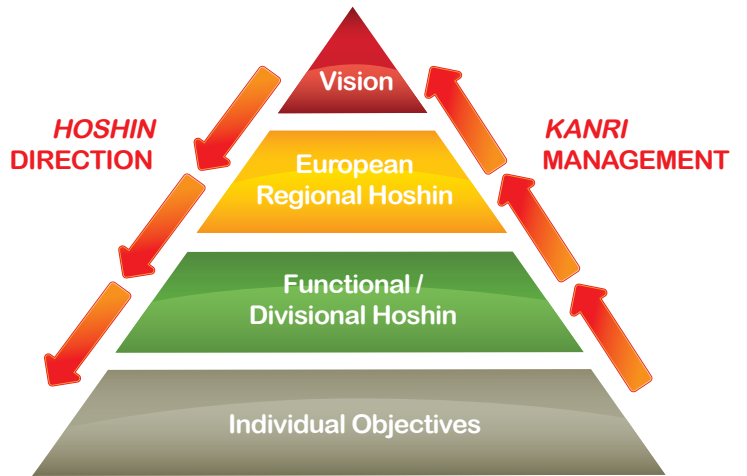 Vision
HOSHIN
DIRECTION
KANRI
MANAGEMENT
European
Regional Hoshin
Functional /
Divisional Hoshin
Individual Objectives